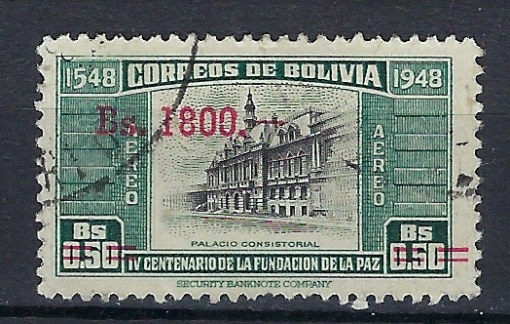 1548 CORREOS DE BOLIVIA 1948
Bs. 1800.—
AEREO
AEREO
Bs
0.50
Bs
0.50
PALACIO CONSISTORIAL
IV CENTENARIO DE LA FUNDACION DE LA PAZ
SECURITY BANKNOTE COMPANY